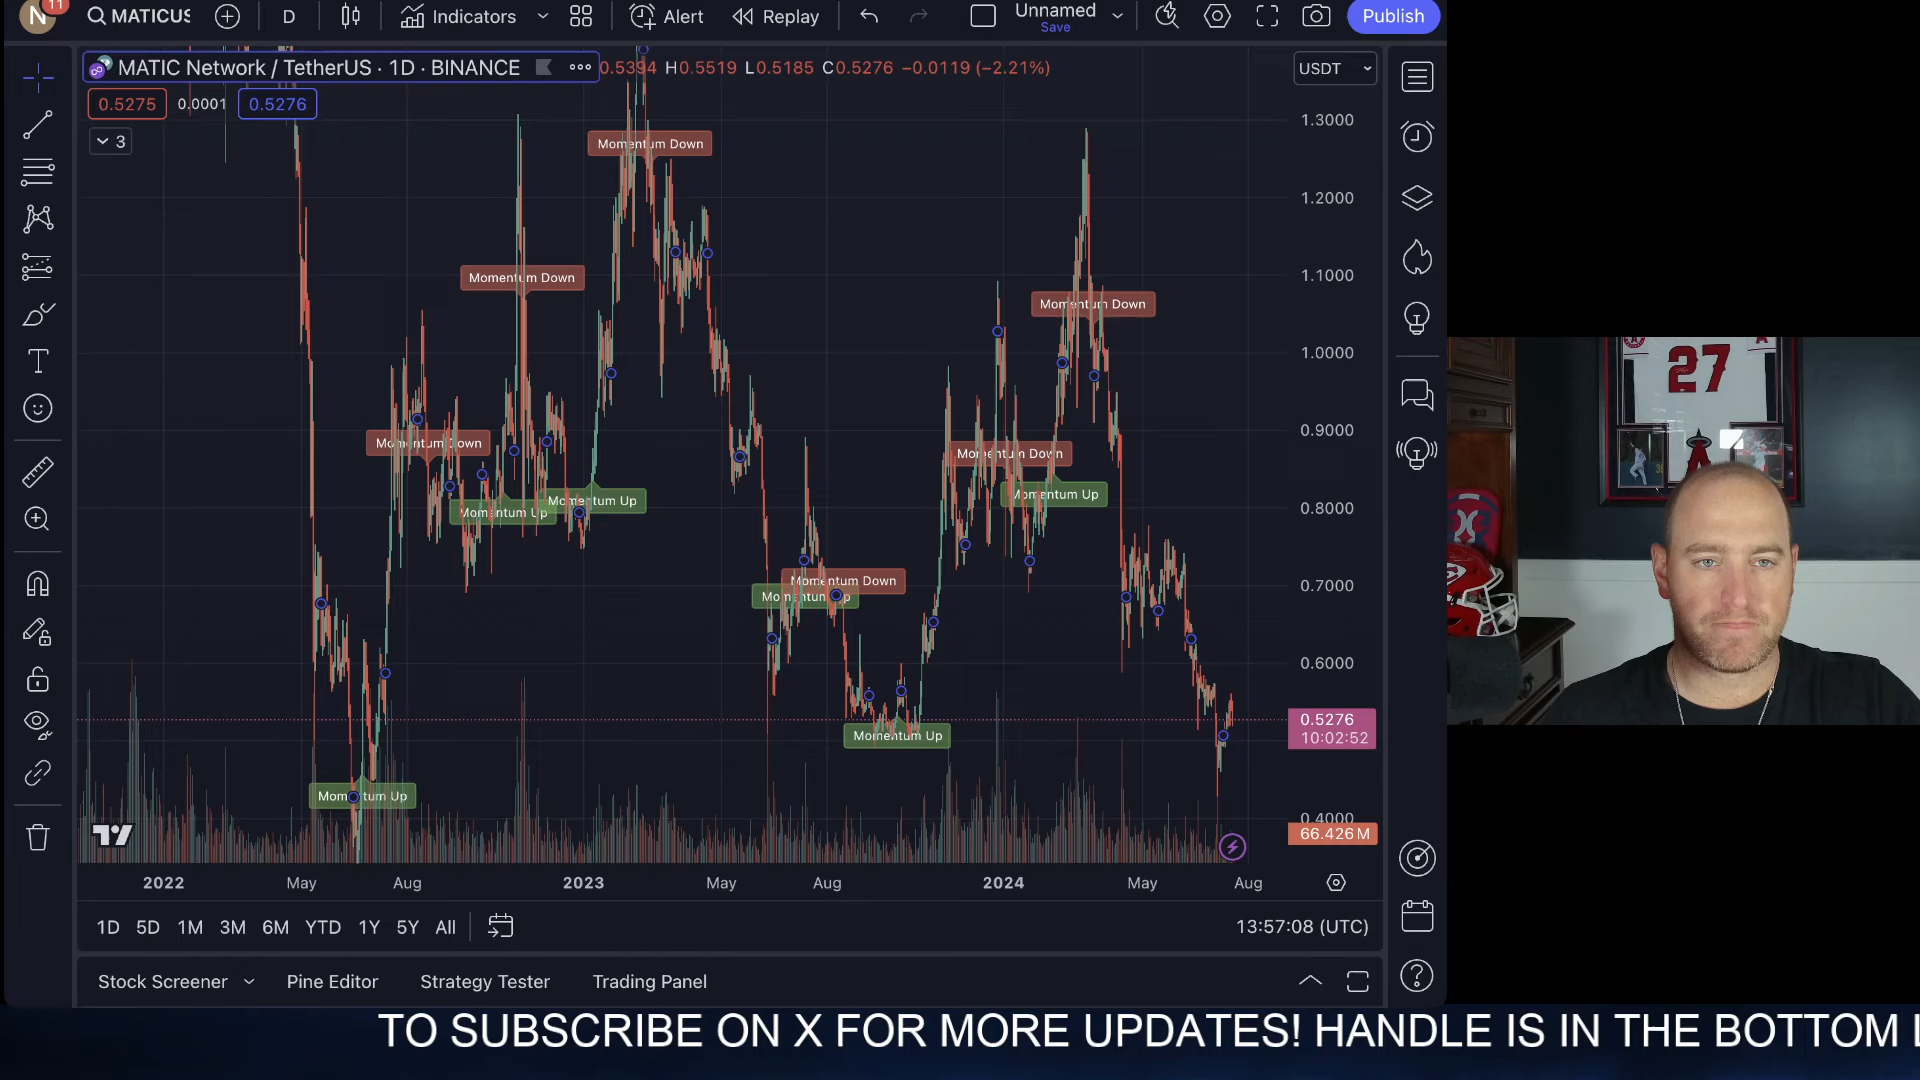 N 11 MATICUS D Indicators Alert Replay Unnamed Save Publish
MATIC Network / TetherUS · 1D · BINANCE 0.5394 H0.5519 L0.5185 C0.5276 −0.0119 (−2.21%) USDT
0.5275 0.0001 0.5276
3
1.3000
1.2000
1.1000
1.0000
0.9000
0.8000
0.7000
0.6000
0.5276
10:02:52
0.4000
66.426 M
Momentum Down
Momentum Down
Momentum Down
Momentum Down
Momentum Down
Momentum Up
Momentum Up
Momentum Up
Momentum Down
Momentum Up
Momentum Up
Momentum Up
2022 May Aug 2023 May Aug 2024 May Aug
1D 5D 1M 3M 6M YTD 1Y 5Y All 13:57:08 (UTC)
Stock Screener Pine Editor Strategy Tester Trading Panel
27
A
TO SUBSCRIBE ON X FOR MORE UPDATES! HANDLE IS IN THE BOTTOM L